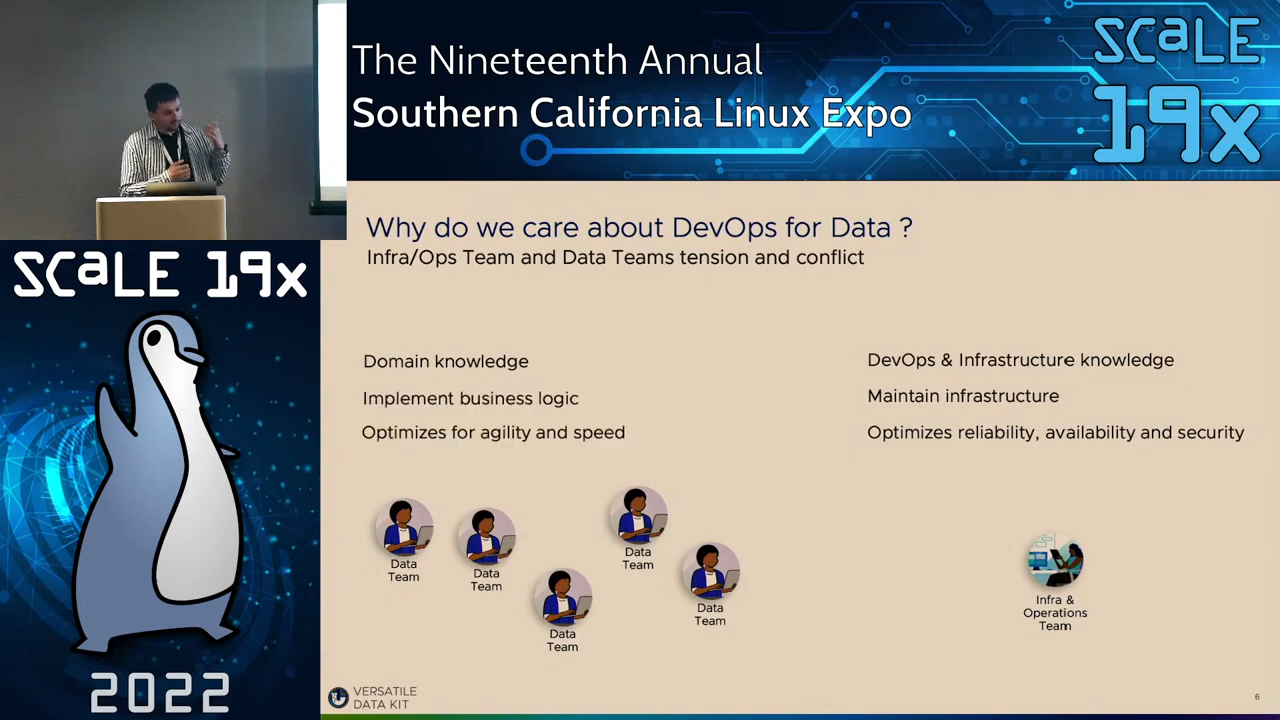 The Nineteenth Annual
Southern California Linux Expo
SCaLE
19x
SCaLE 19x
2022
Why do we care about DevOps for Data ?
Infra/Ops Team and Data Teams tension and conflict
Domain knowledge
Implement business logic
Optimizes for agility and speed
DevOps & Infrastructure knowledge
Maintain infrastructure
Optimizes reliability, availability and security
Data
Team
Data
Team
Data
Team
Data
Team
Data
Team
Infra &
Operations
Team
VERSATILE
DATA KIT
6